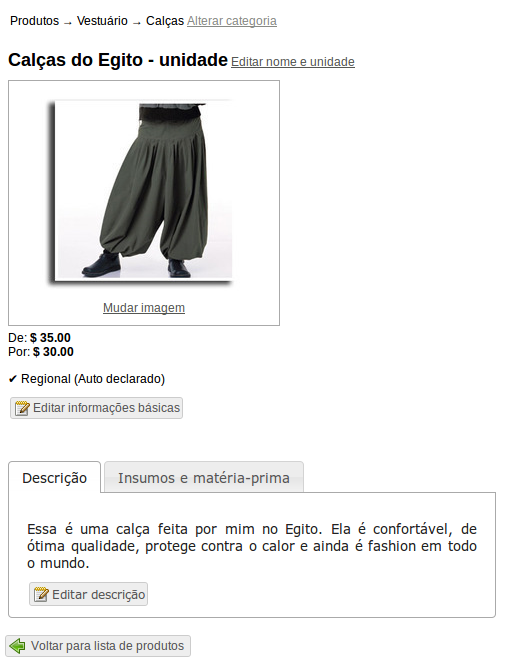 Produtos → Vestuário → Calças Alterar categoria
Calças do Egito - unidade Editar nome e unidade
Mudar imagem
De: $ 35.00
Por: $ 30.00
✔ Regional (Auto declarado)
Editar informações básicas
Descrição Insumos e matéria-prima
Essa é uma calça feita por mim no Egito. Ela é confortável, de
ótima qualidade, protege contra o calor e ainda é fashion em todo
o mundo.
Editar descrição
Voltar para lista de produtos